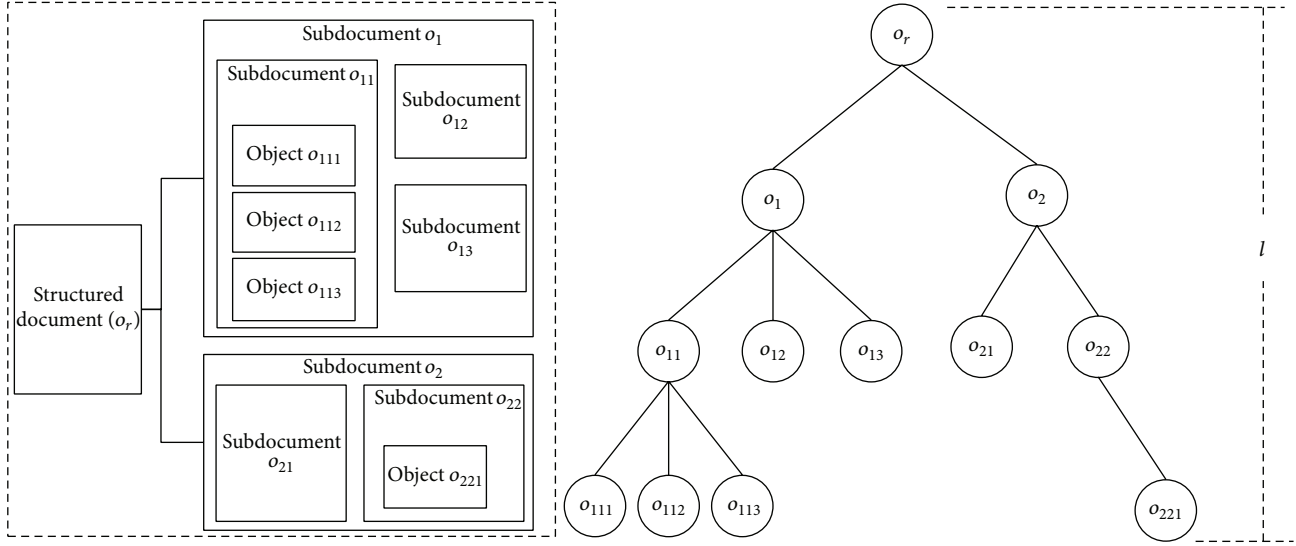 Subdocument o₁
Subdocument o₁₁
Object o₁₁₁
Object o₁₁₂
Object o₁₁₃
Subdocument
o₁₂
Subdocument
o₁₃
Structured
document (oᵣ)
Subdocument o₂
Subdocument
o₂₁
Subdocument o₂₂
Object o₂₂₁
oᵣ
o₁
o₂
o₁₁
o₁₂
o₁₃
o₂₁
o₂₂
o₁₁₁
o₁₁₂
o₁₁₃
o₂₂₁
l